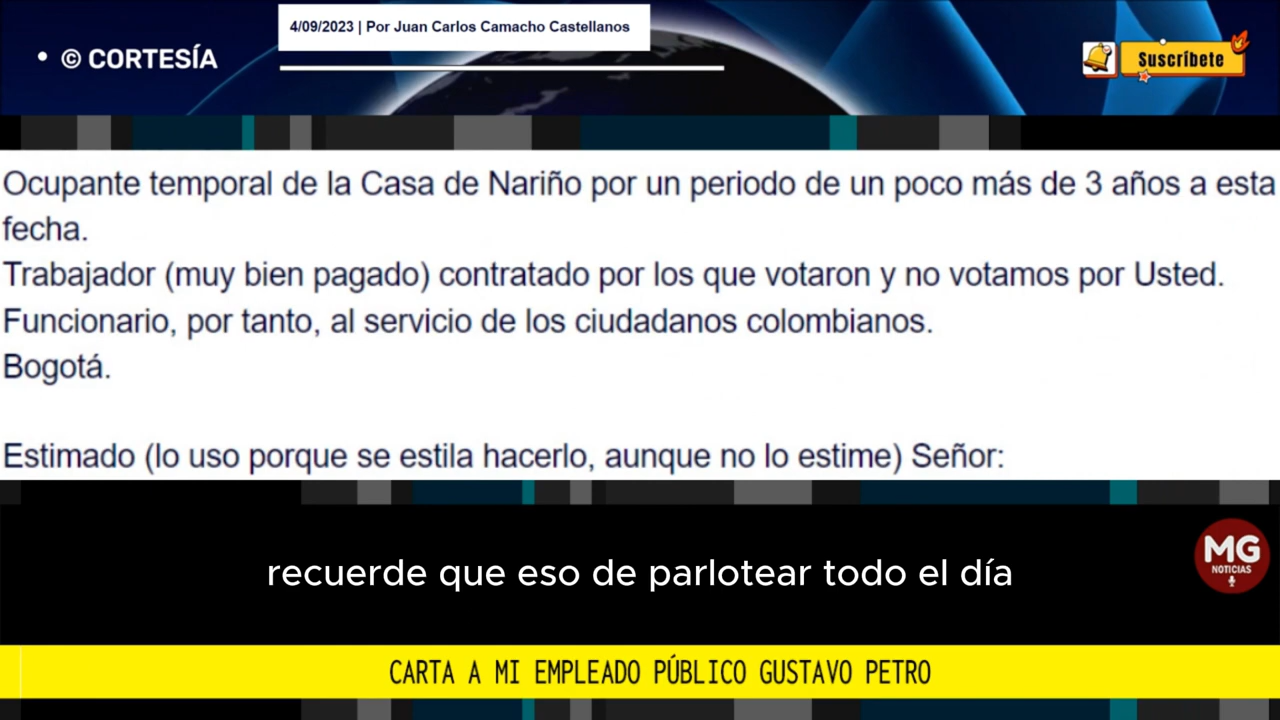 4/09/2023 | Por Juan Carlos Camacho Castellanos
• © CORTESÍA
Suscríbete
Ocupante temporal de la Casa de Nariño por un periodo de un poco más de 3 años a esta
fecha.
Trabajador (muy bien pagado) contratado por los que votaron y no votamos por Usted.
Funcionario, por tanto, al servicio de los ciudadanos colombianos.
Bogotá.
Estimado (lo uso porque se estila hacerlo, aunque no lo estime) Señor:
MG
NOTICIAS
recuerde que eso de parlotear todo el día
CARTA A MI EMPLEADO PÚBLICO GUSTAVO PETRO